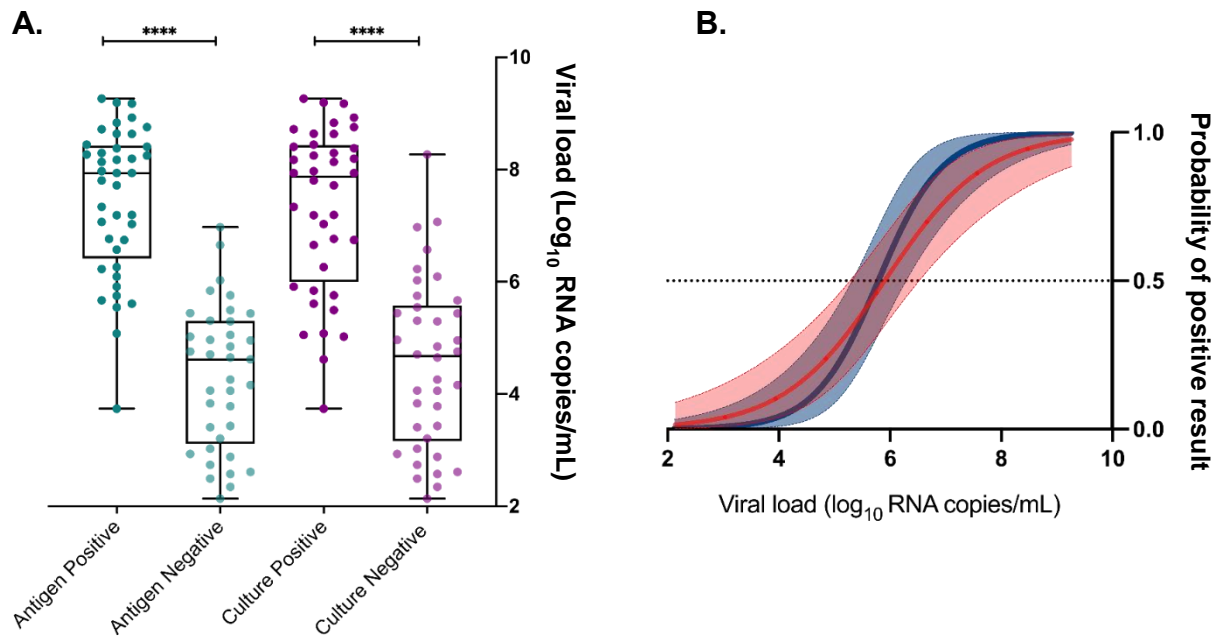 A.
****
****
10
8
6
4
2
Viral load (Log10 RNA copies/mL)
Antigen Positive
Antigen Negative
Culture Positive
Culture Negative
B.
1.0
0.5
0.0
Probability of positive result
2
4
6
8
10
Viral load (log10 RNA copies/mL)